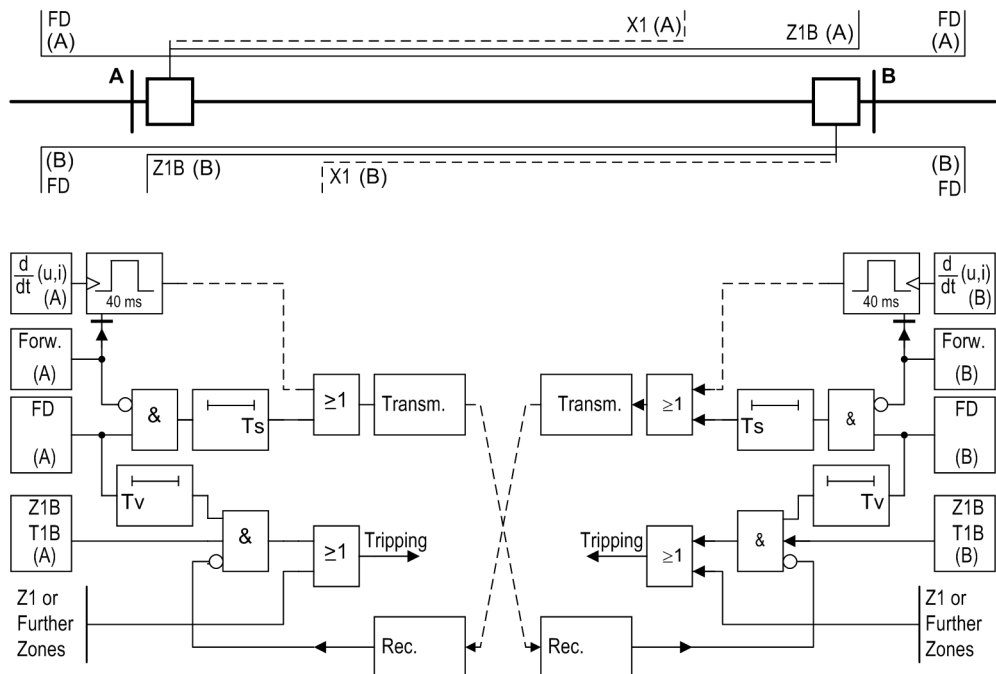 FD
(A)
X1 (A)
Z1B (A)
FD
(A)
A
B
(B)
FD
Z1B (B)
X1 (B)
(B)
FD
d
dt (u,i)
(A)
40 ms
40 ms
d
dt (u,i)
(B)
Forw.
(A)
Forw.
(B)
FD
(A)
&
Ts
≥1
Transm.
Transm.
≥1
Ts
&
FD
(B)
Tv
Tv
Z1B
T1B
(A)
&
≥1
Tripping
Tripping
≥1
&
Z1B
T1B
(B)
Z1 or
Further
Zones
Rec.
Rec.
Z1 or
Further
Zones